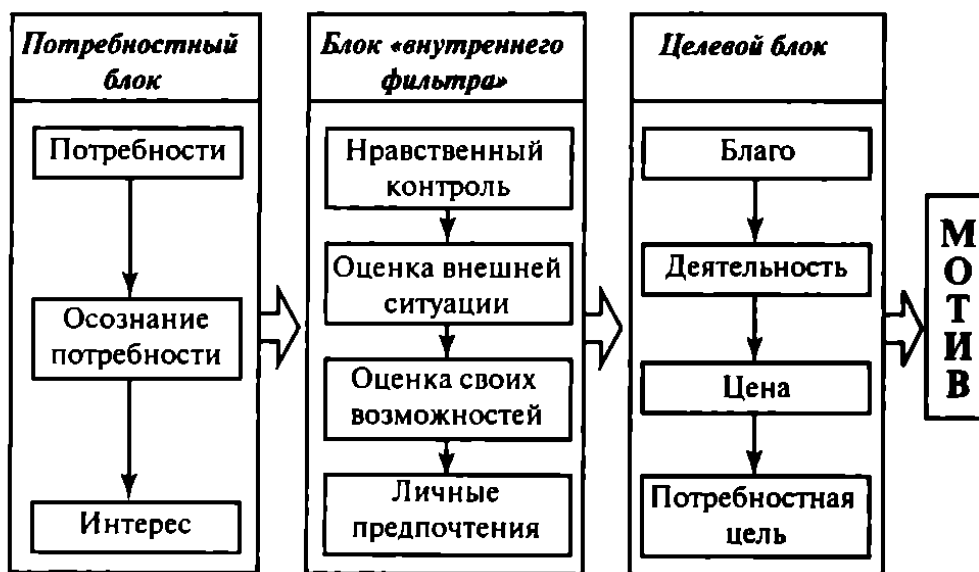 Потребностный
блок
Потребности
Осознание
потребности
Интерес
Блок «внутреннего
фильтра»
Нравственный
контроль
Оценка внешней
ситуации
Оценка своих
возможностей
Личные
предпочтения
Целевой блок
Благо
Деятельность
Цена
Потребностная
цель
МОТИВ